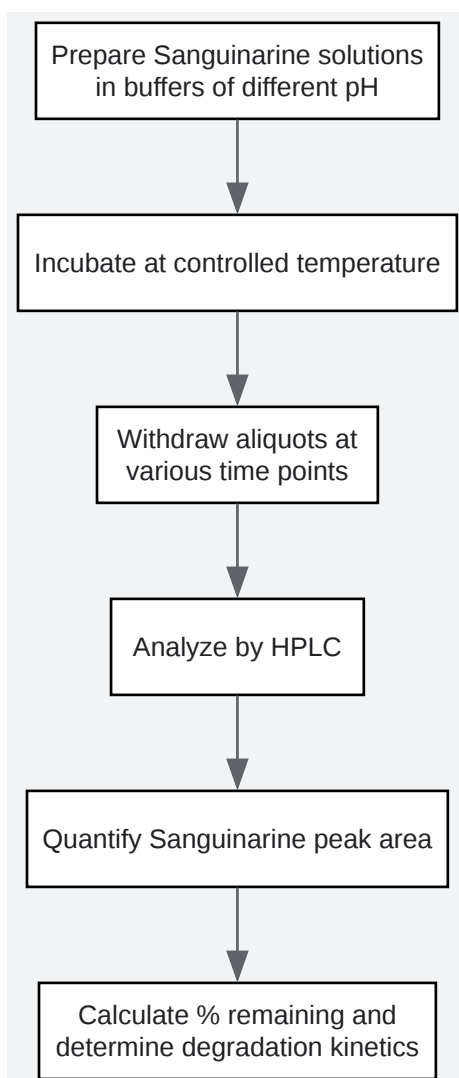 Prepare Sanguinarine solutions
in buffers of different pH
Incubate at controlled temperature
Withdraw aliquots at
various time points
Analyze by HPLC
Quantify Sanguinarine peak area
Calculate % remaining and
determine degradation kinetics